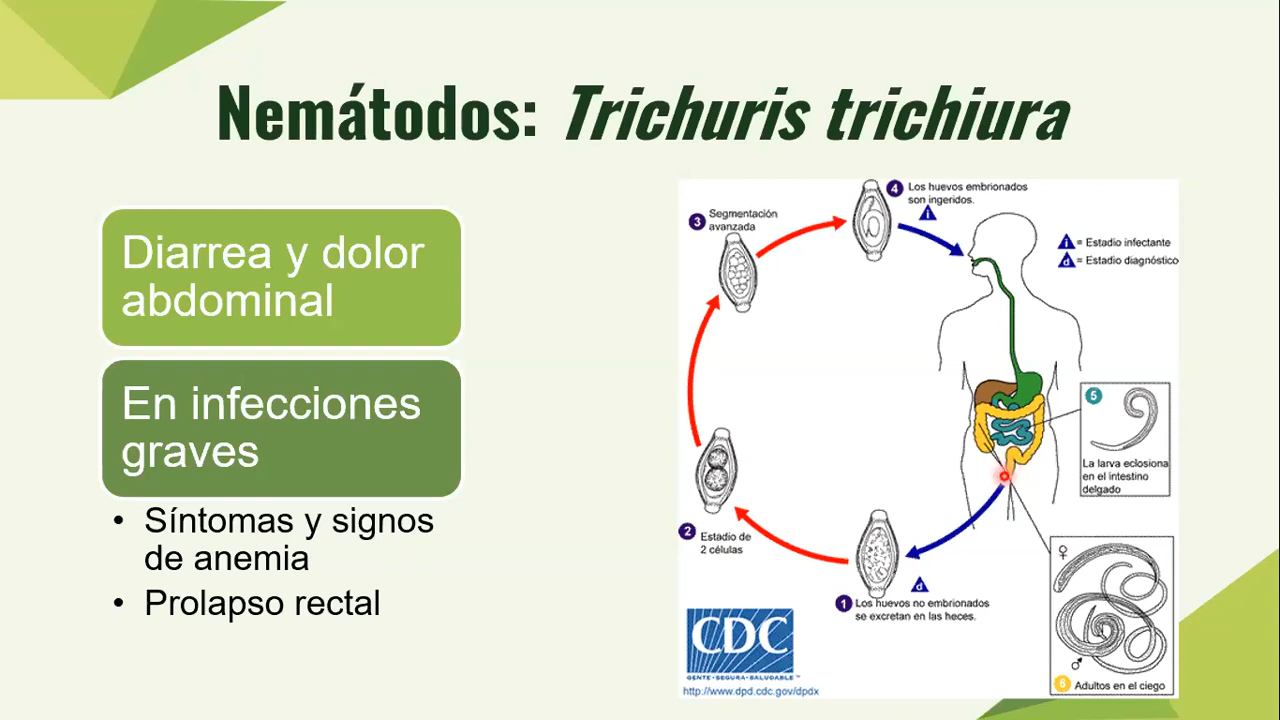 Nemátodos: Trichuris trichiura
Diarrea y dolor
abdominal
En infecciones
graves
• Síntomas y signos
de anemia
• Prolapso rectal
4 Los huevos embrionados
son ingeridos.
i
3 Segmentación
avanzada
i = Estadio infectante
d = Estadio diagnóstico
5
La larva eclosiona
en el intestino
delgado
2 Estadio de
2 células
d
1 Los huevos no embrionados
se excretan en las heces.
♀
♂
6 Adultos en el ciego
CDC
GENTE·SEGURA·SALUDABLE™
http://www.dpd.cdc.gov/dpdx